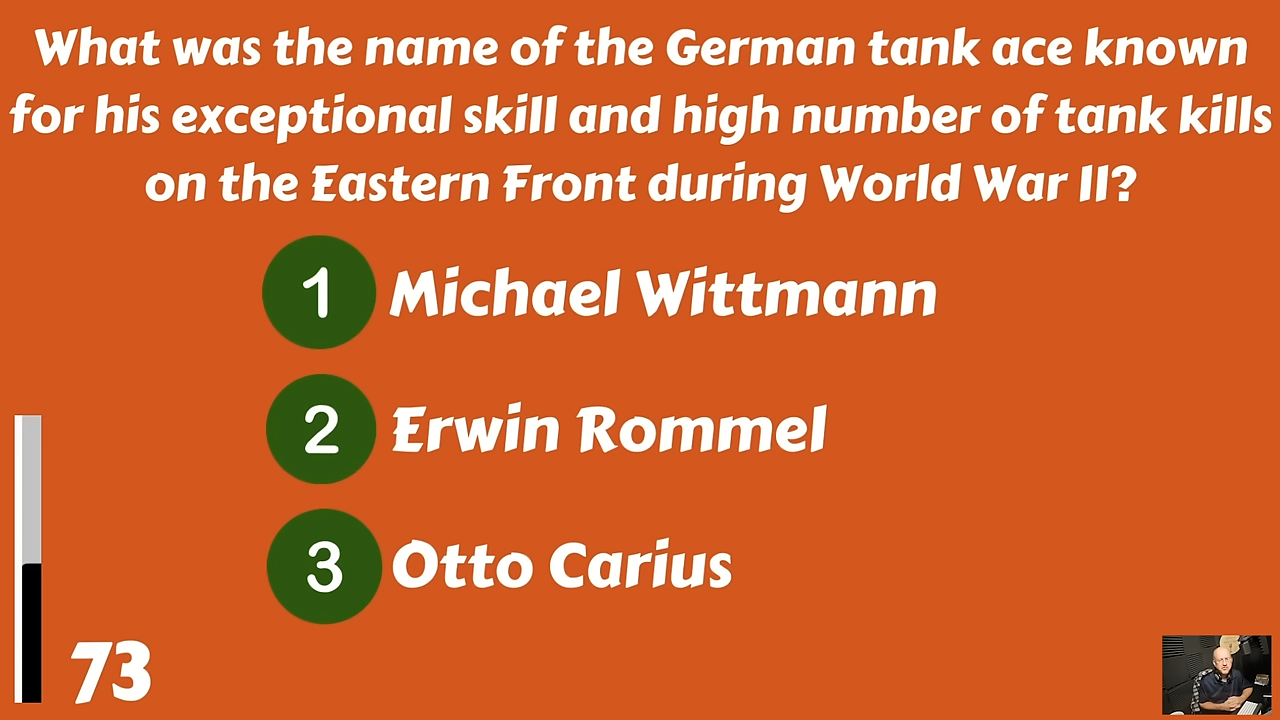 What was the name of the German tank ace known
for his exceptional skill and high number of tank kills
on the Eastern Front during World War II?
1 Michael Wittmann
2 Erwin Rommel
3 Otto Carius
73